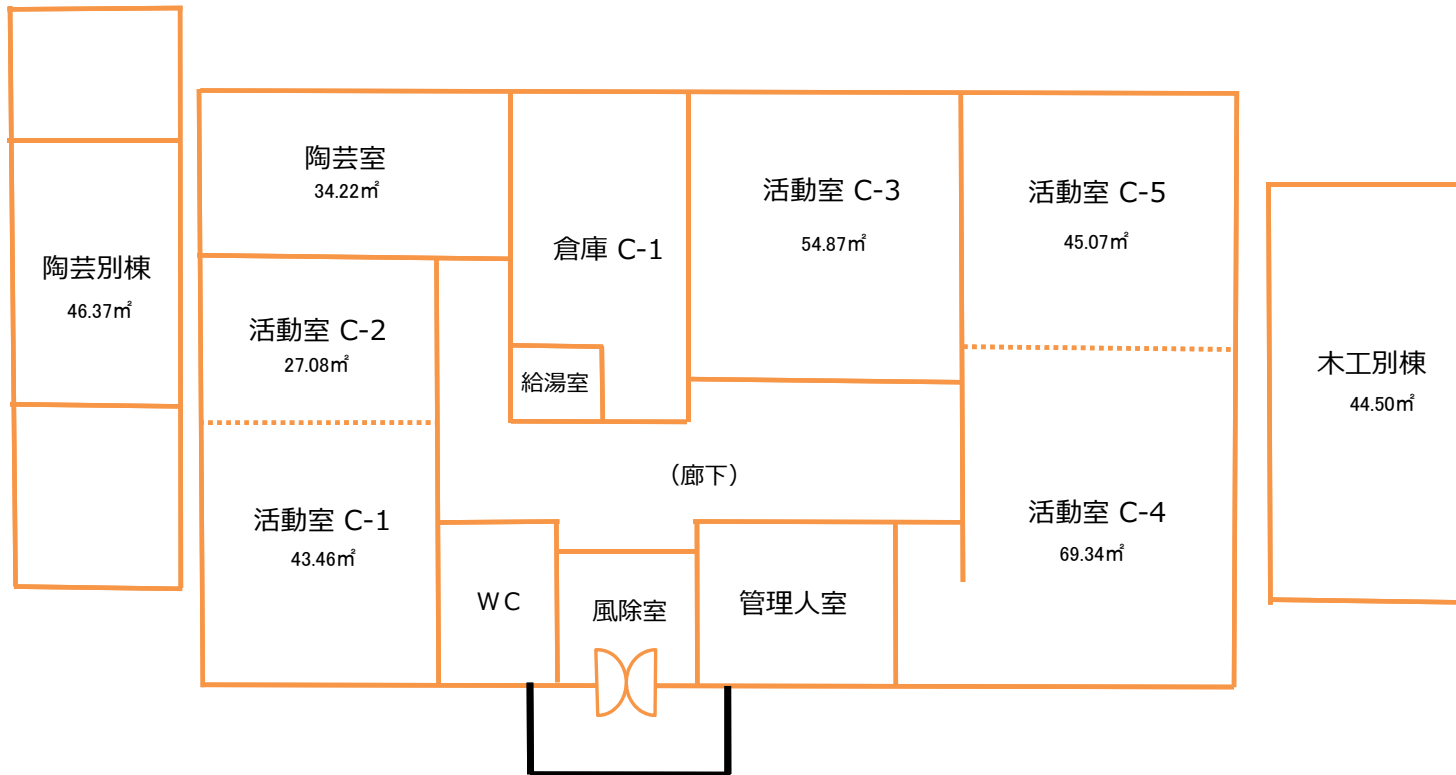 陶芸別棟
46.37㎡
陶芸室
34.22㎡
活動室 C-2
27.08㎡
活動室 C-1
43.46㎡
倉庫 C-1
給湯室
活動室 C-3
54.87㎡
活動室 C-5
45.07㎡
(廊下)
活動室 C-4
69.34㎡
ＷＣ
風除室
管理人室
木工別棟
44.50㎡